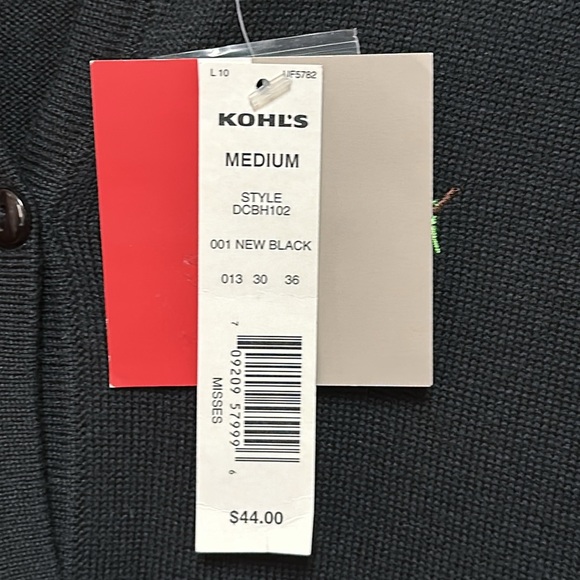 L 10 UF5782
KOHL'S
MEDIUM
STYLE
DCBH102
001 NEW BLACK
013 30 36
7 09209 57999 6
MISSES
$44.00